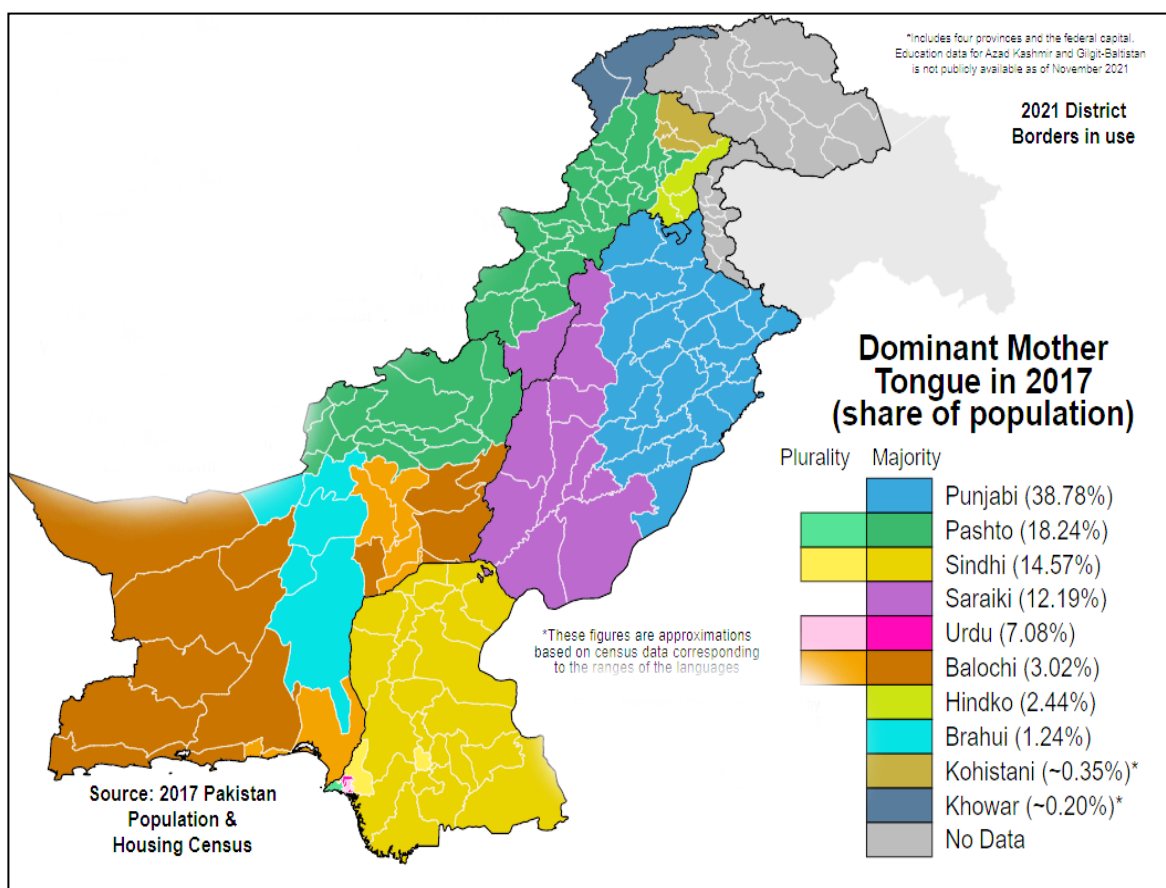 *Includes four provinces and the federal capital.
Education data for Azad Kashmir and Gilgit-Baltistan
is not publicly available as of November 2021
2021 District
Borders in use
Dominant Mother
Tongue in 2017
(share of population)
Plurality Majority
Punjabi (38.78%)
Pashto (18.24%)
Sindhi (14.57%)
Saraiki (12.19%)
Urdu (7.08%)
Balochi (3.02%)
Hindko (2.44%)
Brahui (1.24%)
Kohistani (~0.35%)*
Khowar (~0.20%)*
No Data
*These figures are approximations
based on census data corresponding
to the ranges of the languages
Source: 2017 Pakistan
Population &
Housing Census